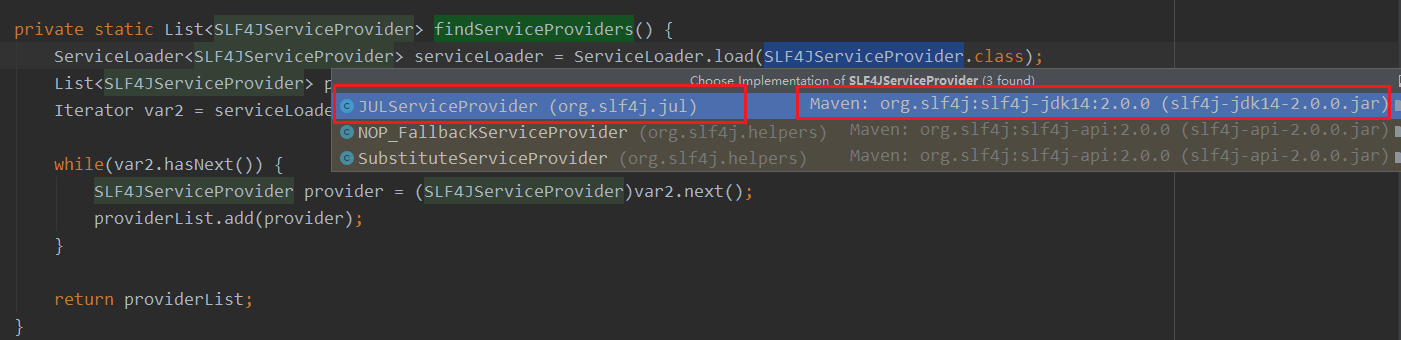 private static List<SLF4JServiceProvider> findServiceProviders() {
ServiceLoader<SLF4JServiceProvider> serviceLoader = ServiceLoader.load(SLF4JServiceProvider.class);
Choose Implementation of SLF4JServiceProvider (3 found)
List<SLF4JServiceProvider> p
JULServiceProvider (org.slf4j.jul) Maven: org.slf4j:slf4j-jdk14:2.0.0 (slf4j-jdk14-2.0.0.jar)
Iterator var2 = serviceLoade
NOP_FallbackServiceProvider (org.slf4j.helpers) Maven: org.slf4j:slf4j-api:2.0.0 (slf4j-api-2.0.0.jar)
SubstituteServiceProvider (org.slf4j.helpers) Maven: org.slf4j:slf4j-api:2.0.0 (slf4j-api-2.0.0.jar)
while(var2.hasNext()) {
SLF4JServiceProvider provider = (SLF4JServiceProvider)var2.next();
providerList.add(provider);
}
return providerList;
}